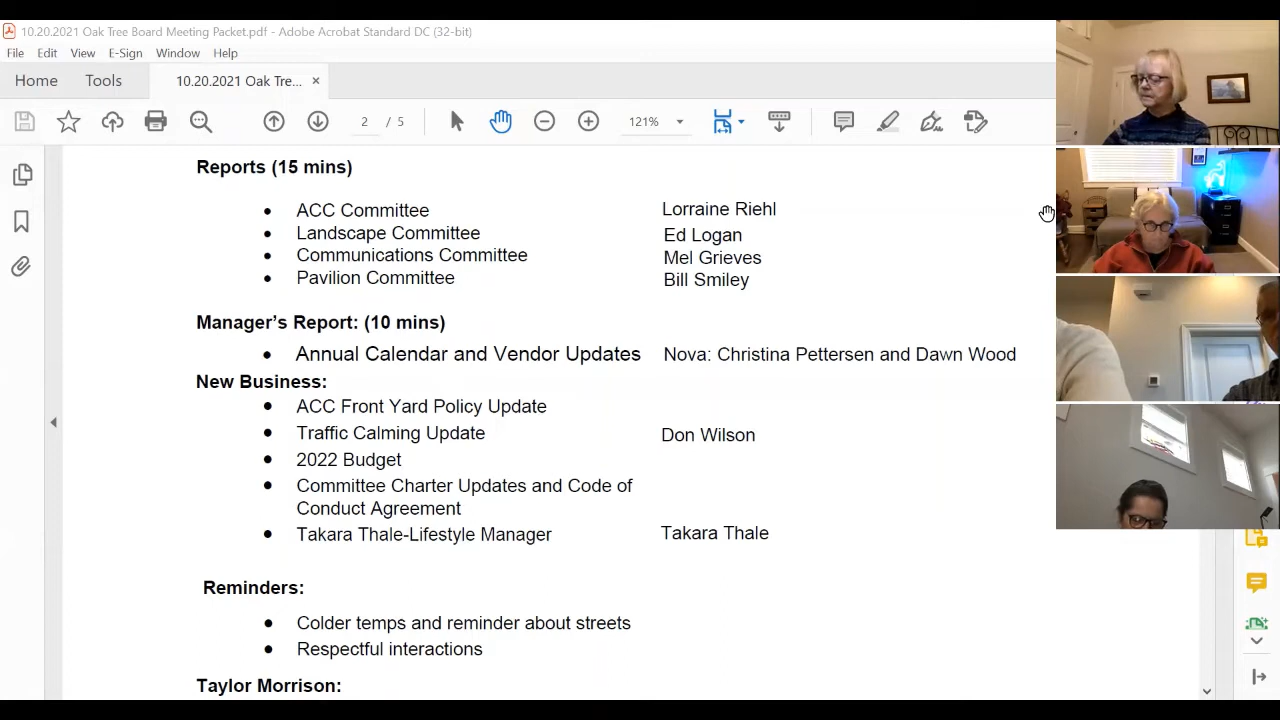 10.20.2021 Oak Tree Board Meeting Packet.pdf - Adobe Acrobat Standard DC (32-bit)
File Edit View E-Sign Window Help
Home Tools 10.20.2021 Oak Tre... ×
2 / 5 121%
Reports (15 mins)
• ACC Committee Lorraine Riehl
• Landscape Committee Ed Logan
• Communications Committee Mel Grieves
• Pavilion Committee Bill Smiley
Manager's Report: (10 mins)
• Annual Calendar and Vendor Updates Nova: Christina Pettersen and Dawn Wood
New Business:
• ACC Front Yard Policy Update
• Traffic Calming Update Don Wilson
• 2022 Budget
• Committee Charter Updates and Code of
Conduct Agreement
• Takara Thale-Lifestyle Manager Takara Thale
Reminders:
• Colder temps and reminder about streets
• Respectful interactions
Taylor Morrison: